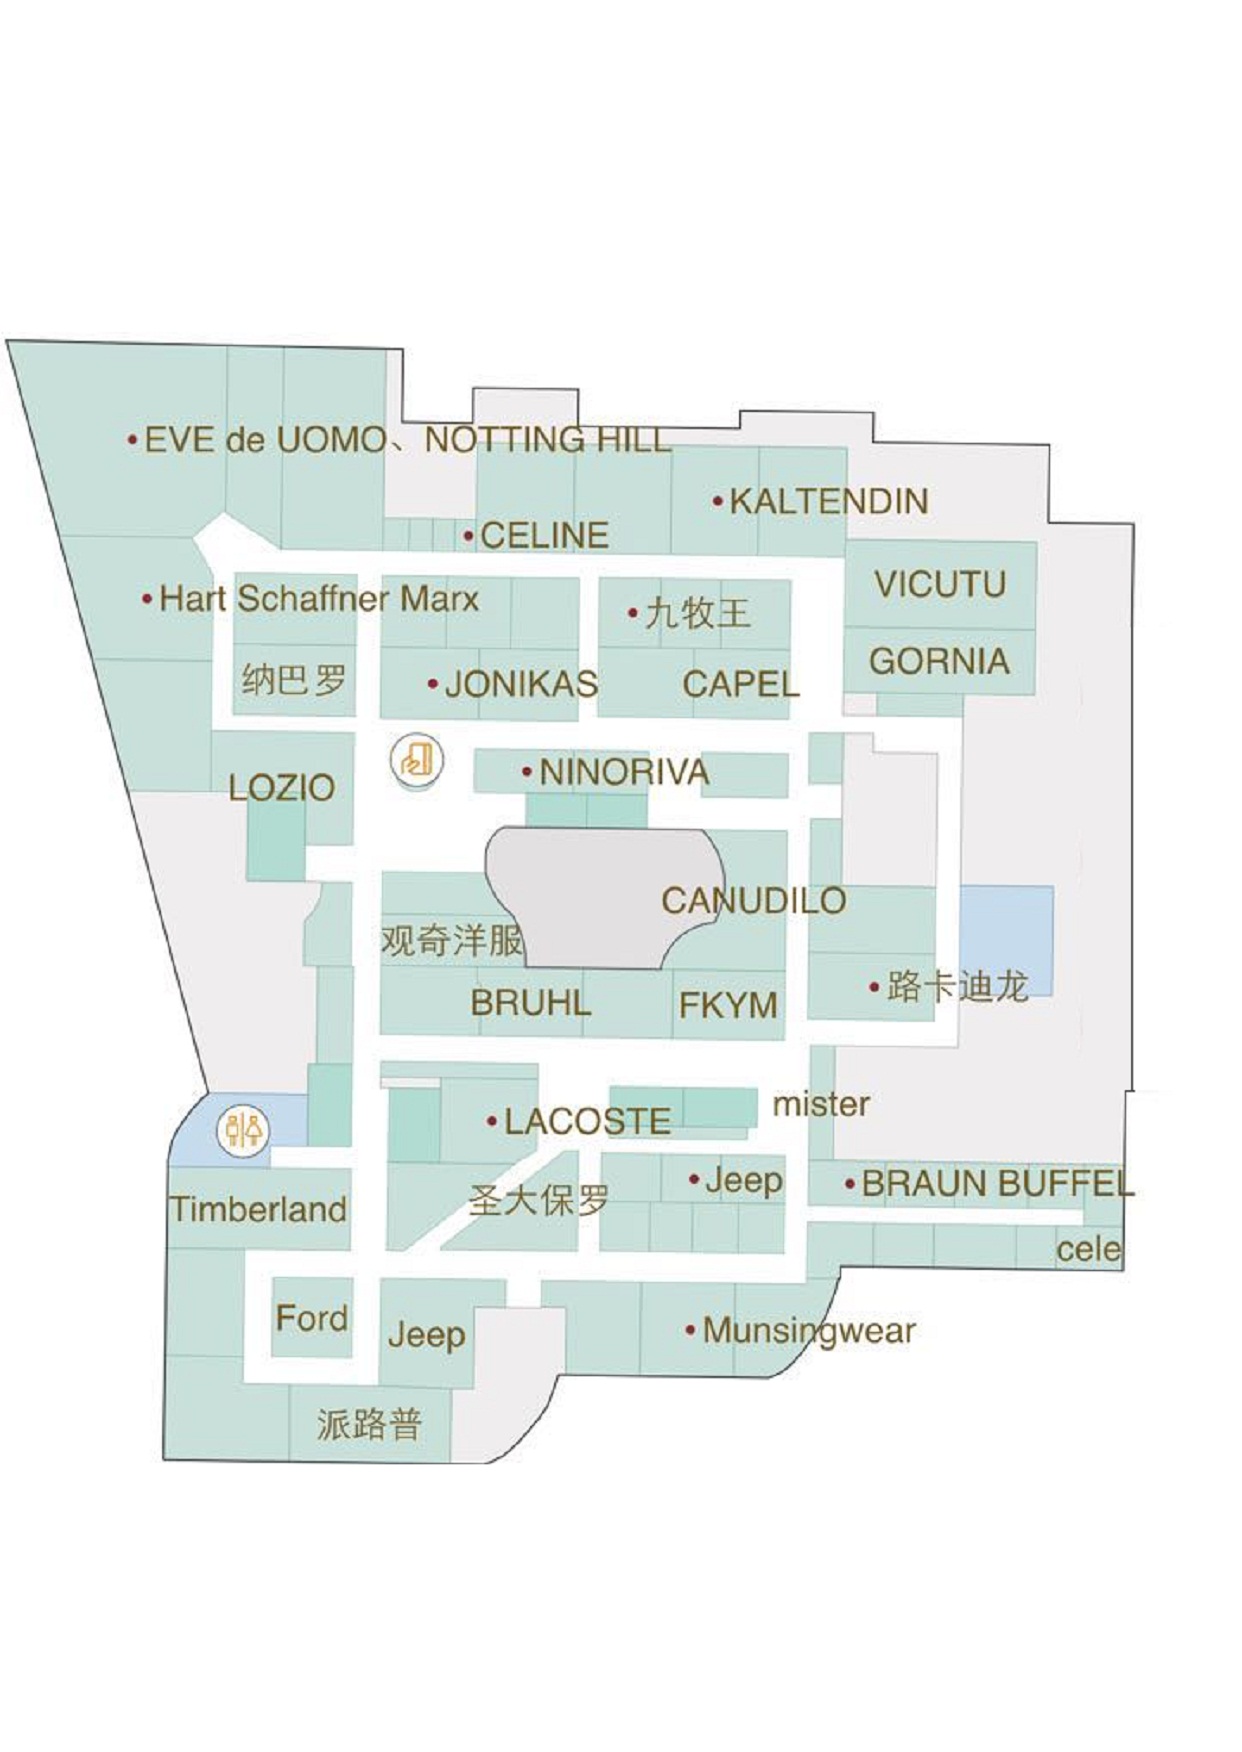 EVE de UOMO、NOTTING HILL
KALTENDIN
CELINE
VICUTU
Hart Schaffner Marx
九牧王
GORNIA
纳巴罗
JONIKAS
CAPEL
NINORIVA
LOZIO
CANUDILO
观奇洋服
路卡迪龙
BRUHL
FKYM
mister
LACOSTE
Jeep
BRAUN BUFFEL
圣大保罗
Timberland
cele
Ford
Jeep
Munsingwear
派路普